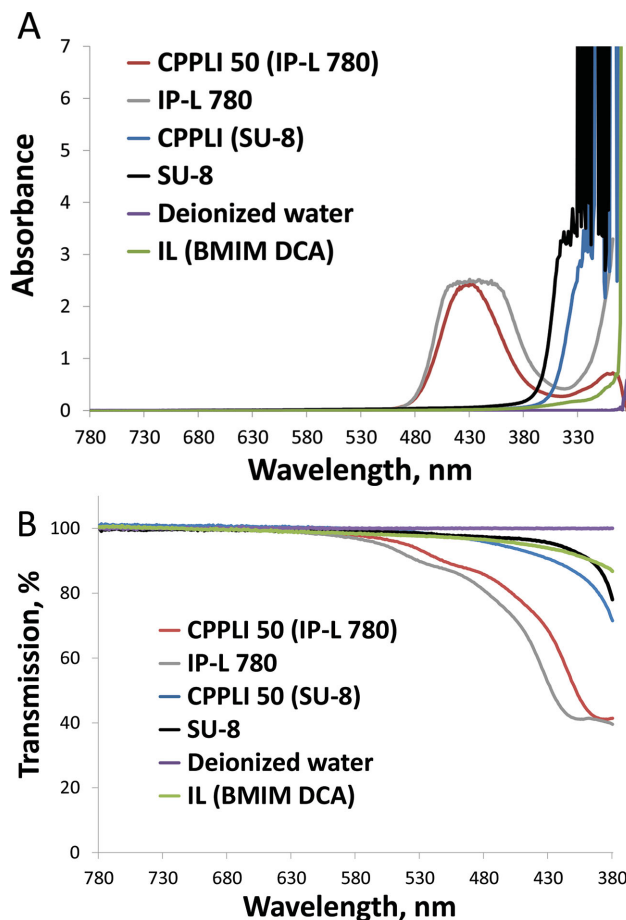 A
7
6
5
4
3
2
1
0
Absorbance
CPPLI 50 (IP-L 780)
IP-L 780
CPPLI (SU-8)
SU-8
Deionized water
IL (BMIM DCA)
780 730 680 630 580 530 480 430 380 330
Wavelength, nm
B
100
80
60
40
20
0
Transmission, %
CPPLI 50 (IP-L 780)
IP-L 780
CPPLI 50 (SU-8)
SU-8
Deionized water
IL (BMIM DCA)
780 730 680 630 580 530 480 430 380
Wavelength, nm